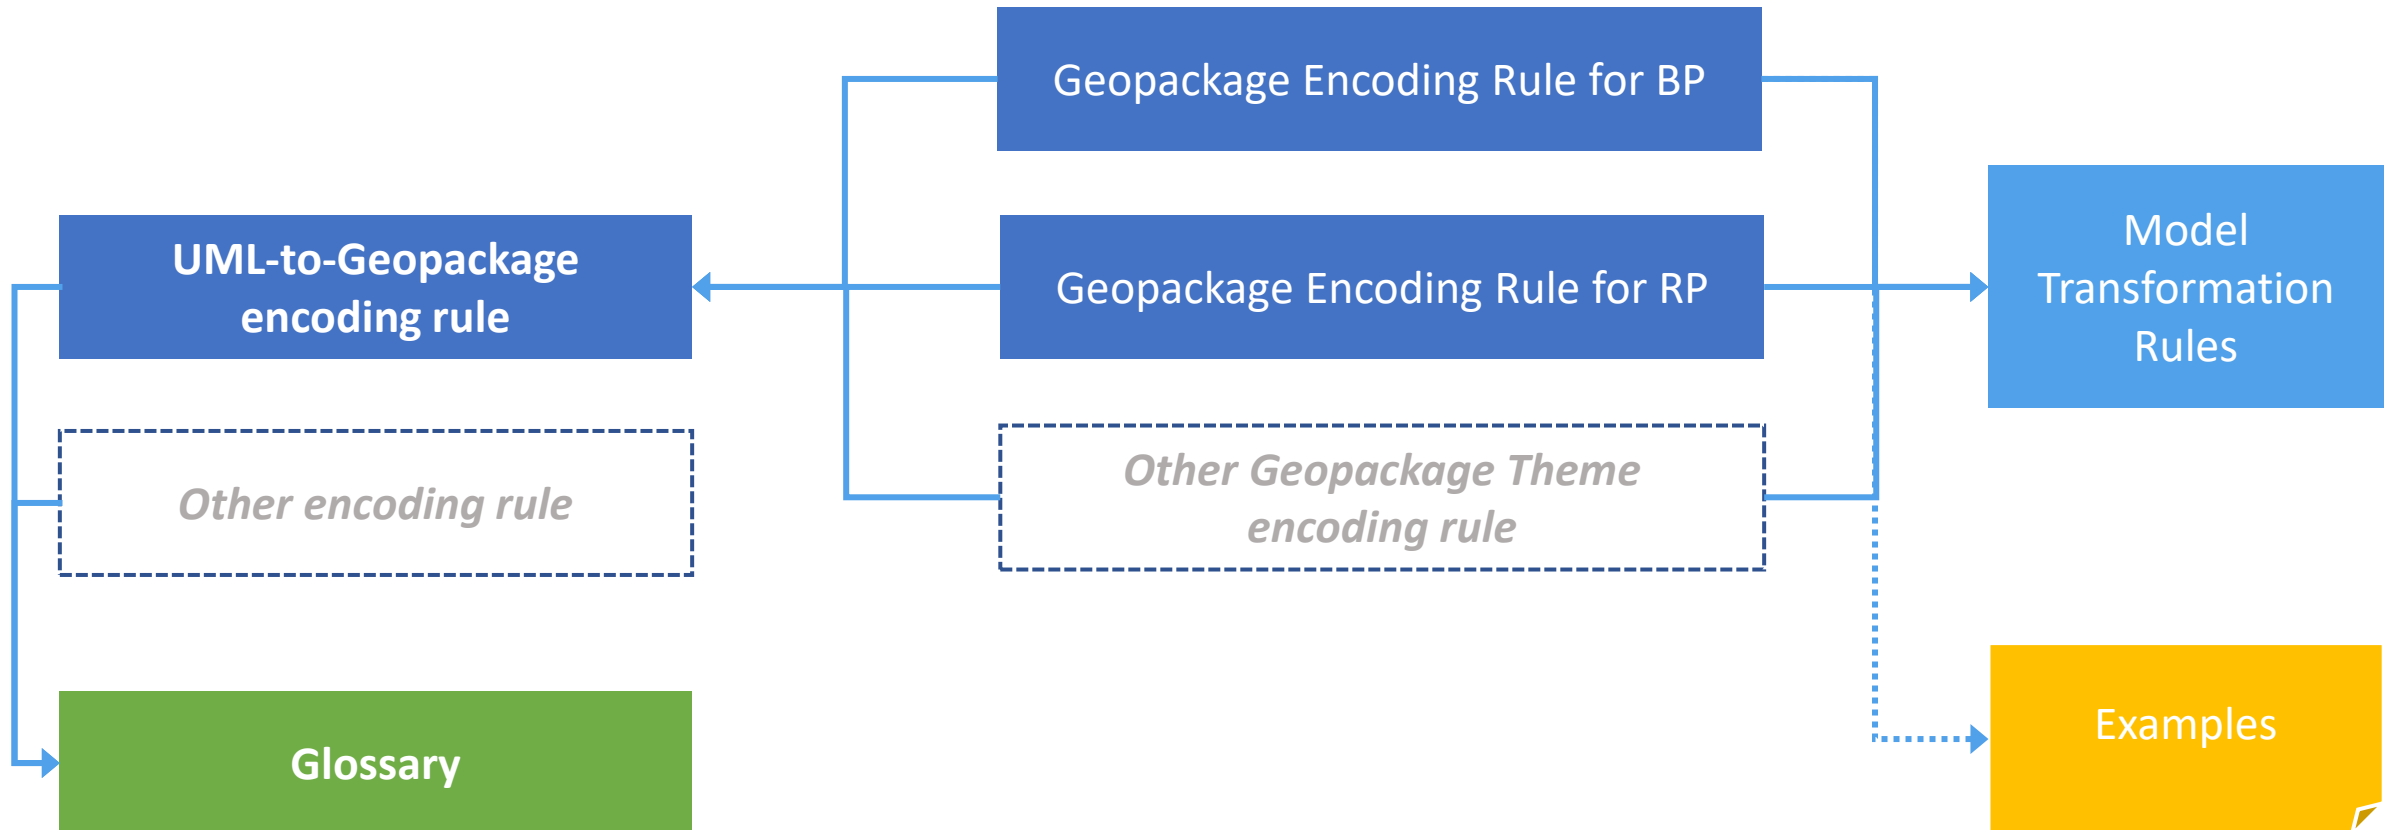 Geopackage Encoding Rule for BP
UML-to-Geopackage
encoding rule
Geopackage Encoding Rule for RP
Model
Transformation
Rules
Other encoding rule
Other Geopackage Theme
encoding rule
Glossary
Examples